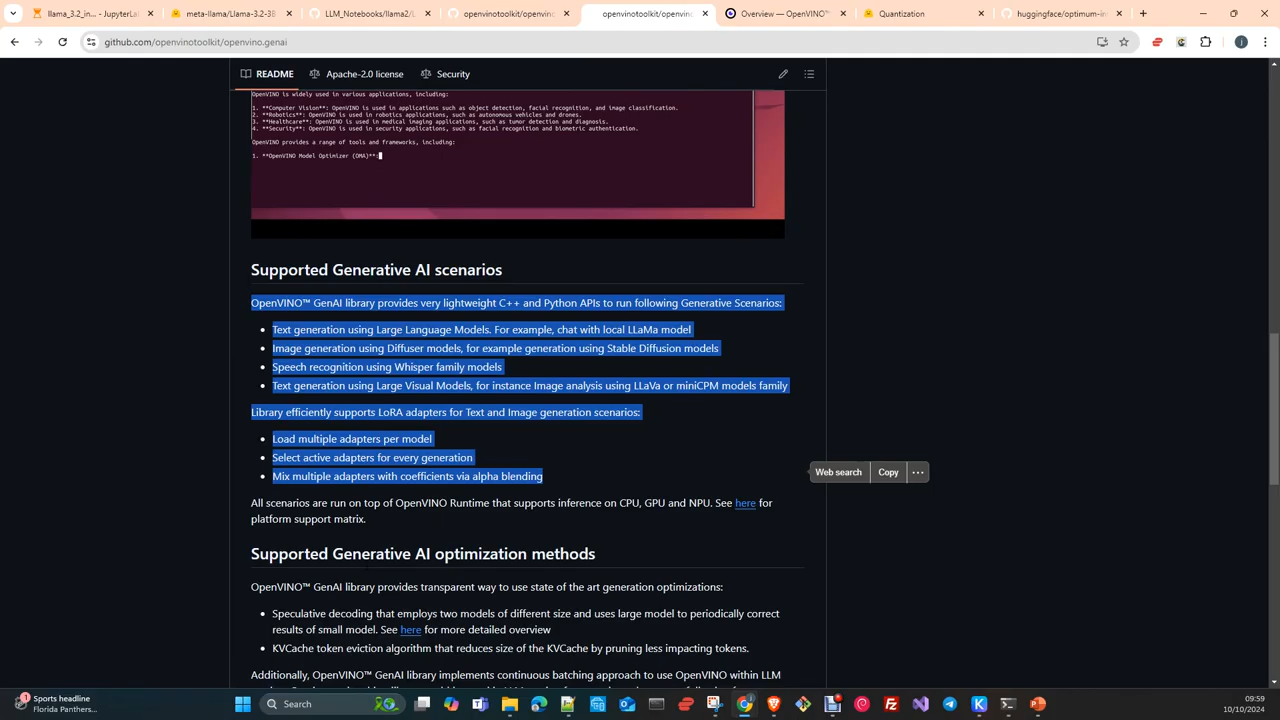 llama_3.2_in... - JupyterLa
meta-llama/Llama-3.2-3B
LLM_Notebooks/llama2/L
openvinotoolkit/openvinc
openvinotoolkit/openvinc
Overview — OpenVINO™
Quantization
huggingface/optimum-in
github.com/openvinotoolkit/openvino.genai
README
Apache-2.0 license
Security
OpenVINO is widely used in various applications, including:
1. **Computer Vision**: OpenVINO is used in applications such as object detection, facial recognition, and image classification.
2. **Robotics**: OpenVINO is used in robotics applications, such as autonomous vehicles and drones.
3. **Healthcare**: OpenVINO is used in medical imaging applications, such as tumor detection and diagnosis.
4. **Security**: OpenVINO is used in security applications, such as facial recognition and biometric authentication.
OpenVINO provides a range of tools and frameworks, including:
1. **OpenVINO Model Optimizer (OMA)**:
Supported Generative AI scenarios
OpenVINO™ GenAI library provides very lightweight C++ and Python APIs to run following Generative Scenarios:
• Text generation using Large Language Models. For example, chat with local LLaMa model
• Image generation using Diffuser models, for example generation using Stable Diffusion models
• Speech recognition using Whisper family models
• Text generation using Large Visual Models, for instance Image analysis using LLaVa or miniCPM models family
Library efficiently supports LoRA adapters for Text and Image generation scenarios:
• Load multiple adapters per model
• Select active adapters for every generation
• Mix multiple adapters with coefficients via alpha blending
Web search
Copy
All scenarios are run on top of OpenVINO Runtime that supports inference on CPU, GPU and NPU. See here for
platform support matrix.
Supported Generative AI optimization methods
OpenVINO™ GenAI library provides transparent way to use state of the art generation optimizations:
• Speculative decoding that employs two models of different size and uses large model to periodically correct
results of small model. See here for more detailed overview
• KVCache token eviction algorithm that reduces size of the KVCache by pruning less impacting tokens.
Additionally, OpenVINO™ GenAI library implements continuous batching approach to use OpenVINO within LLM
1
Sports headline
Florida Panthers...
Search
09:59
10/10/2024